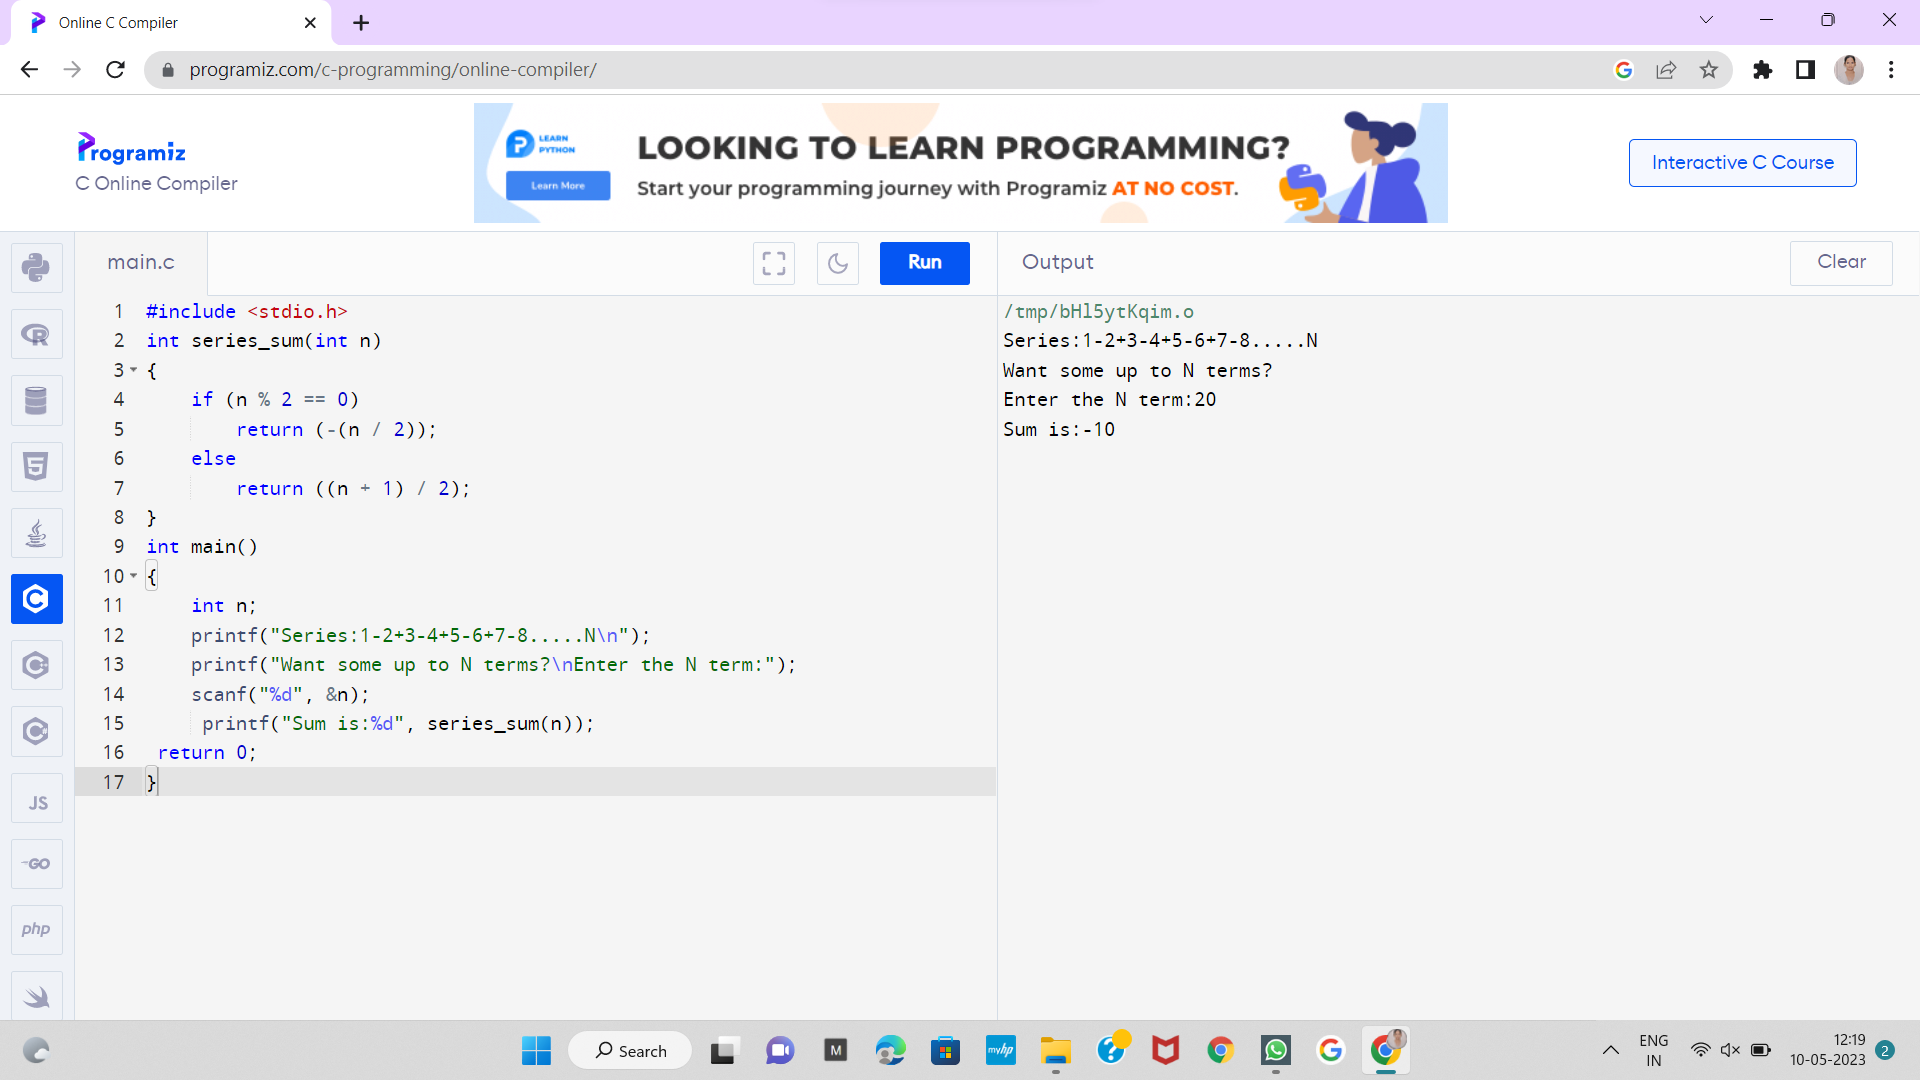 Online C Compiler
programiz.com/c-programming/online-compiler/
Programiz
C Online Compiler
LEARN
PYTHON
Learn More
LOOKING TO LEARN PROGRAMMING?
Start your programming journey with Programiz AT NO COST.
Interactive C Course
main.c
Run
Output
Clear
1 #include <stdio.h>
2 int series_sum(int n)
3 {
4 if (n % 2 == 0)
5 return (-(n / 2));
6 else
7 return ((n + 1) / 2);
8 }
9 int main()
10 {
11 int n;
12 printf("Series:1-2+3-4+5-6+7-8.....N\n");
13 printf("Want some up to N terms?\nEnter the N term:");
14 scanf("%d", &n);
15 printf("Sum is:%d", series_sum(n));
16 return 0;
17 }
/tmp/bHl5ytKqim.o
Series:1-2+3-4+5-6+7-8.....N
Want some up to N terms?
Enter the N term:20
Sum is:-10
JS
GO
php
Search
M
myhp
ENG
IN
12:19
10-05-2023
2